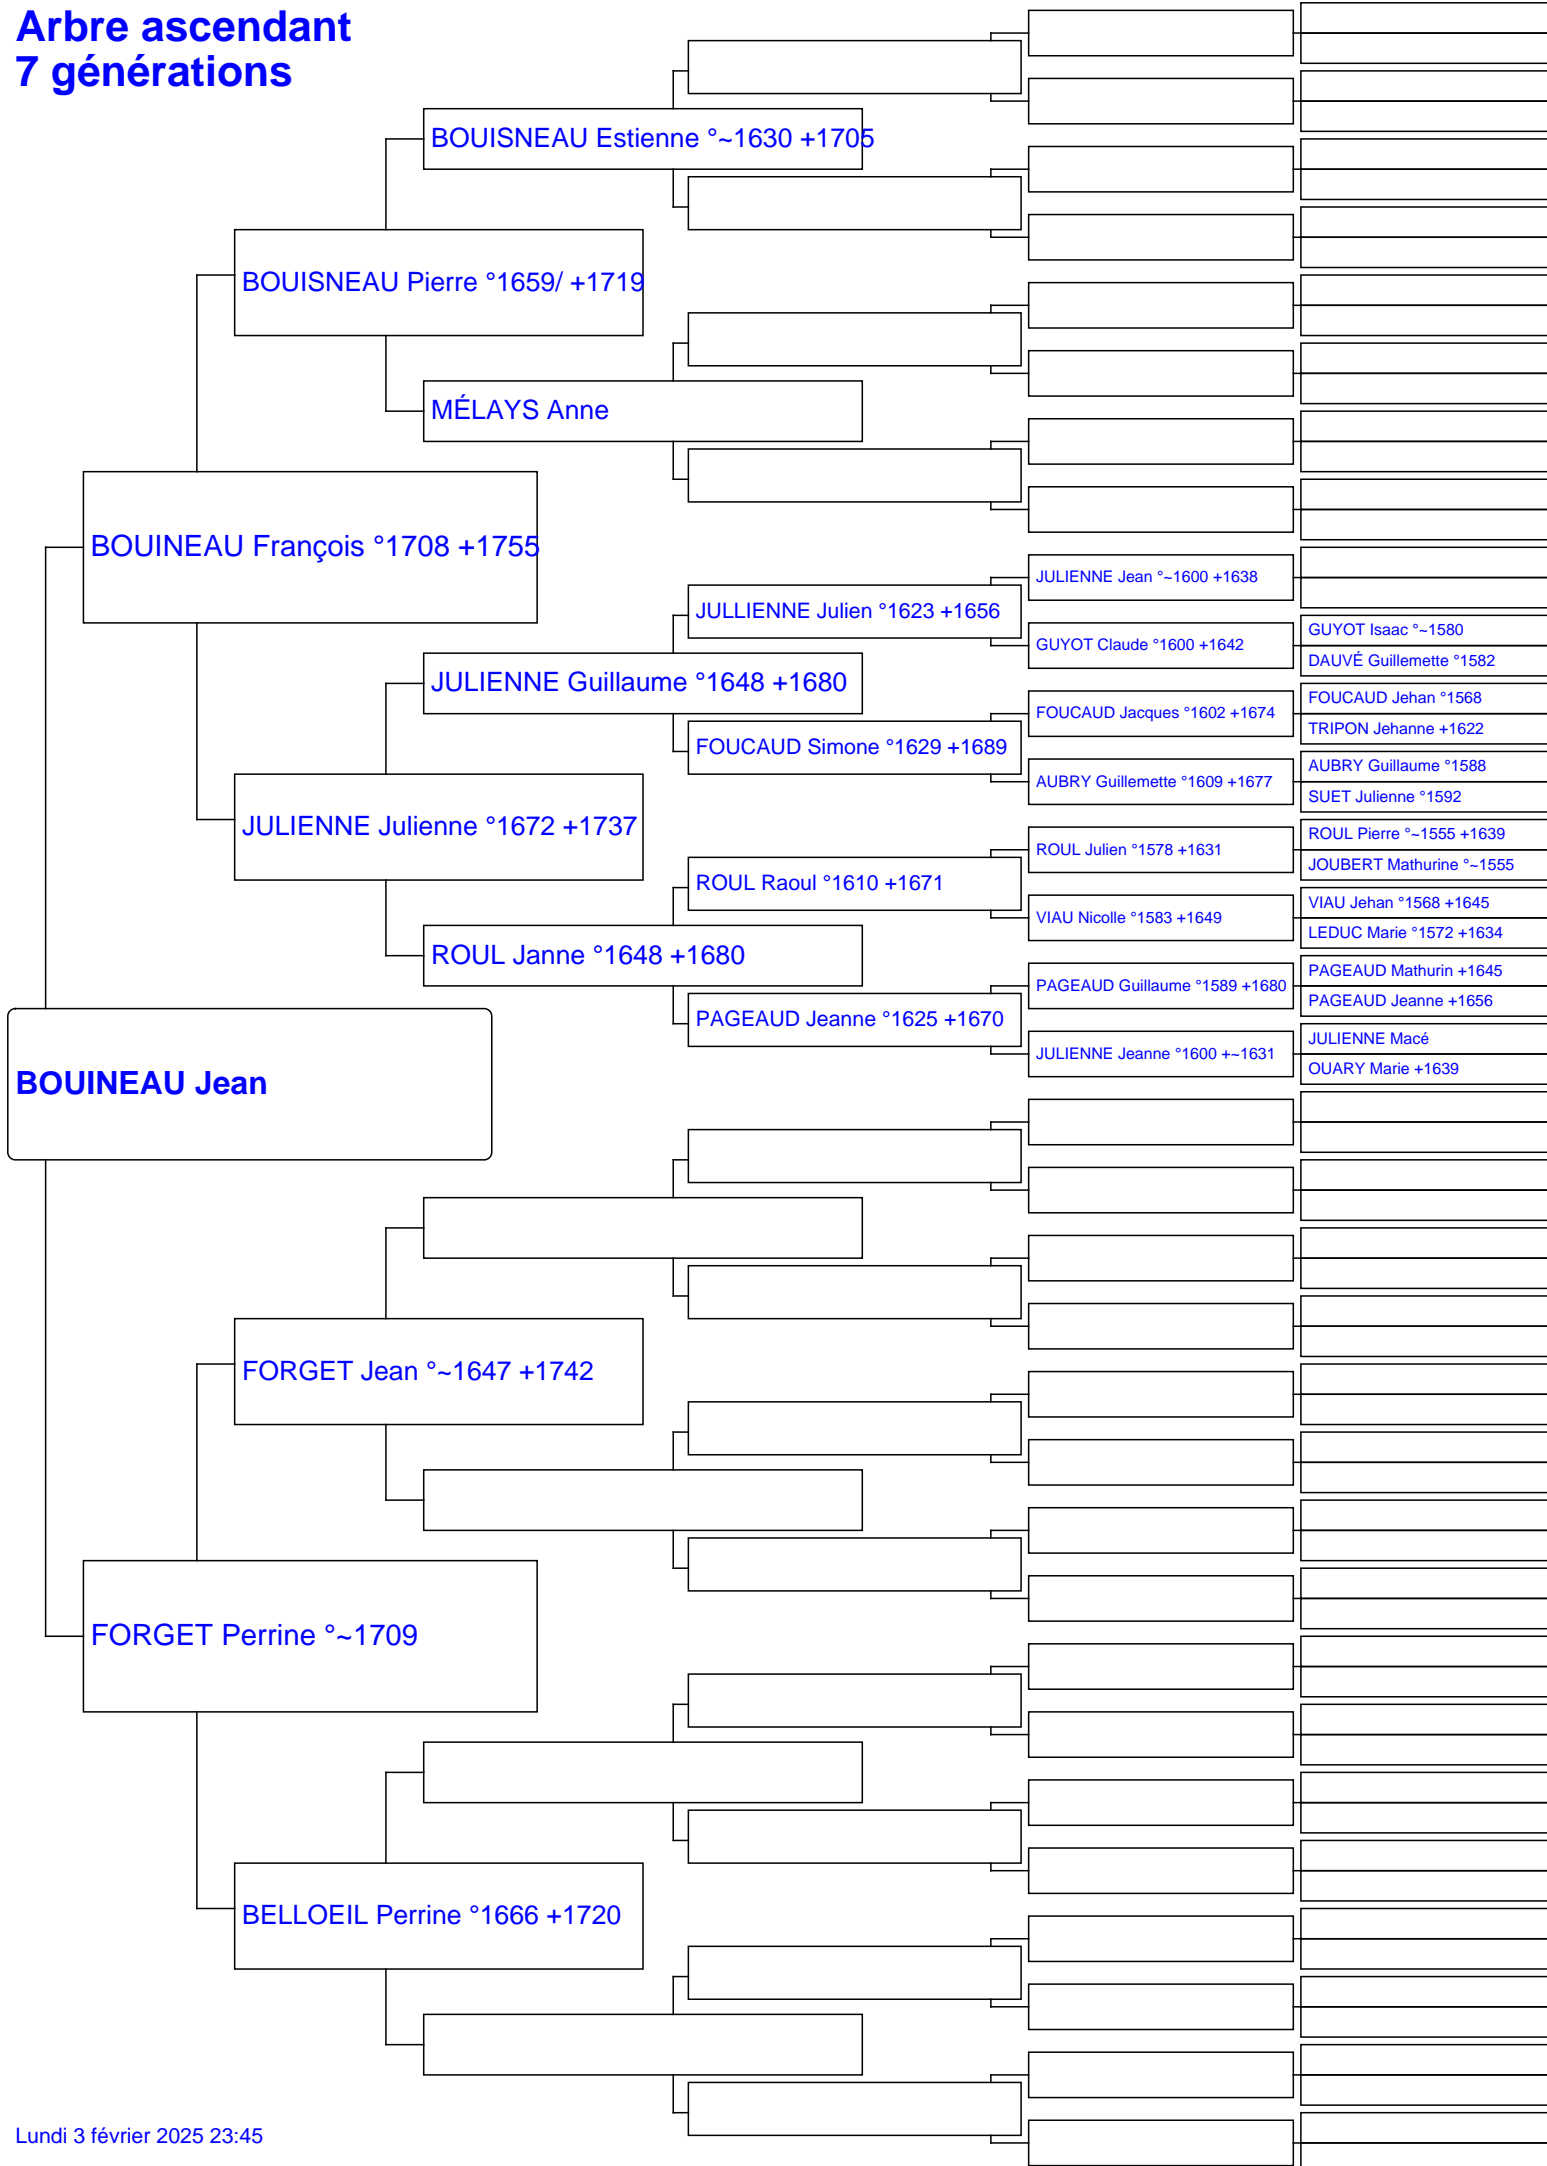 Arbre ascendant
7 générations
BOUISNEAU Estienne °~1630 +1705
BOUISNEAU Pierre °1659/ +1719
MÉLAYS Anne
BOUINEAU François °1708 +1755
JULIENNE Jean °~1600 +1638
JULLIENNE Julien °1623 +1656
GUYOT Isaac °~1580
GUYOT Claude °1600 +1642
DAUVÉ Guillemette °1582
JULIENNE Guillaume °1648 +1680
FOUCAUD Jehan °1568
FOUCAUD Jacques °1602 +1674
TRIPON Jehanne +1622
FOUCAUD Simone °1629 +1689
AUBRY Guillaume °1588
AUBRY Guillemette °1609 +1677
SUET Julienne °1592
JULIENNE Julienne °1672 +1737
ROUL Pierre °~1555 +1639
ROUL Julien °1578 +1631
JOUBERT Mathurine °~1555
ROUL Raoul °1610 +1671
VIAU Jehan °1568 +1645
VIAU Nicolle °1583 +1649
LEDUC Marie °1572 +1634
ROUL Janne °1648 +1680
PAGEAUD Mathurin +1645
PAGEAUD Guillaume °1589 +1680
PAGEAUD Jeanne +1656
PAGEAUD Jeanne °1625 +1670
JULIENNE Macé
JULIENNE Jeanne °1600 +~1631
OUARY Marie +1639
BOUINEAU Jean
FORGET Jean °~1647 +1742
FORGET Perrine °~1709
BELLOEIL Perrine °1666 +1720
Lundi 3 février 2025 23:45